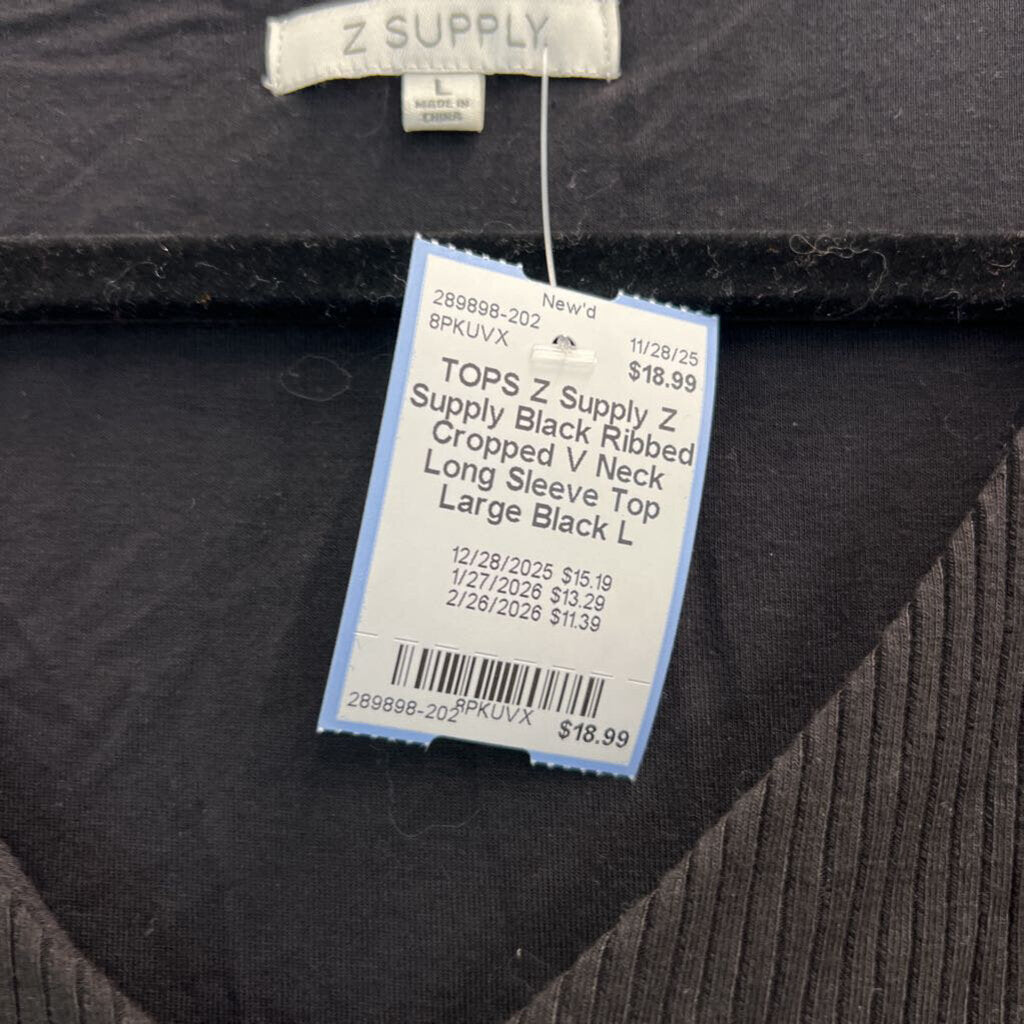 Z SUPPLY
L
MADE IN
CHINA
New'd
289898-202
8PKUVX
11/28/25
$18.99
TOPS Z Supply Z
Supply Black Ribbed
Cropped V Neck
Long Sleeve Top
Large Black L
12/28/2025 $15.19
1/27/2026 $13.29
2/26/2026 $11.39
289898-202 8PKUVX $18.99